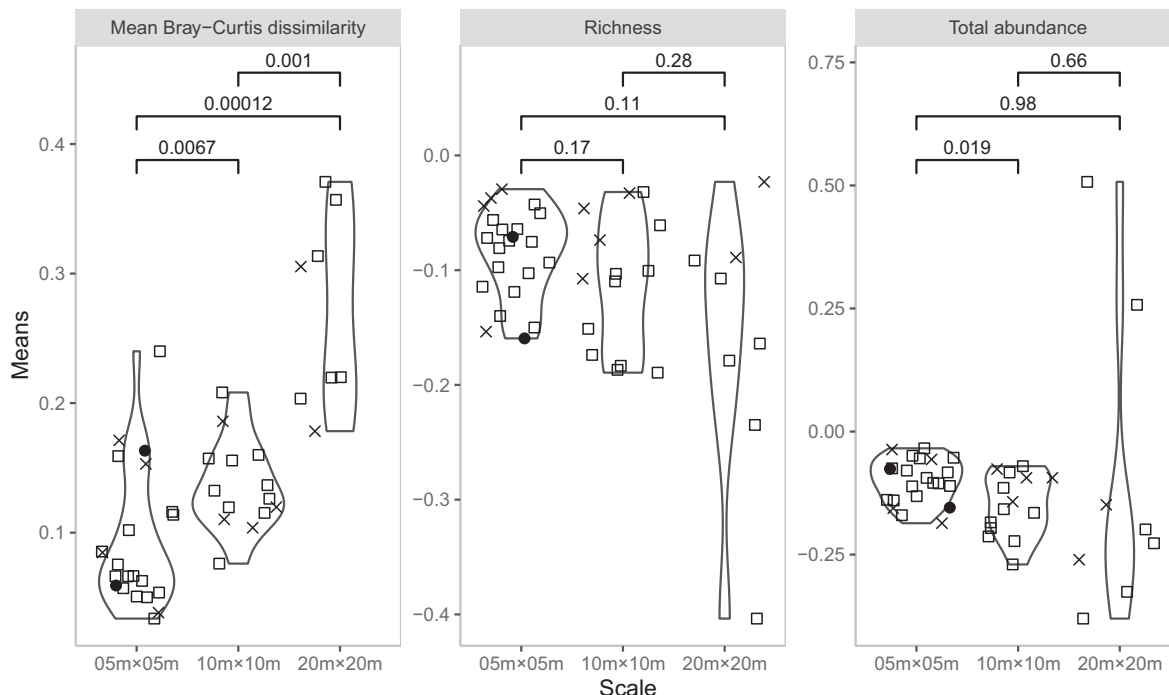 Mean Bray−Curtis dissimilarity
Richness
Total abundance
Means
0.001
0.00012
0.0067
0.4
0.3
0.2
0.1
05m×05m
10m×10m
20m×20m
0.28
0.11
0.17
0.0
−0.1
−0.2
−0.3
−0.4
05m×05m
10m×10m
20m×20m
0.66
0.98
0.019
0.75
0.50
0.25
0.00
−0.25
05m×05m
10m×10m
20m×20m
Scale